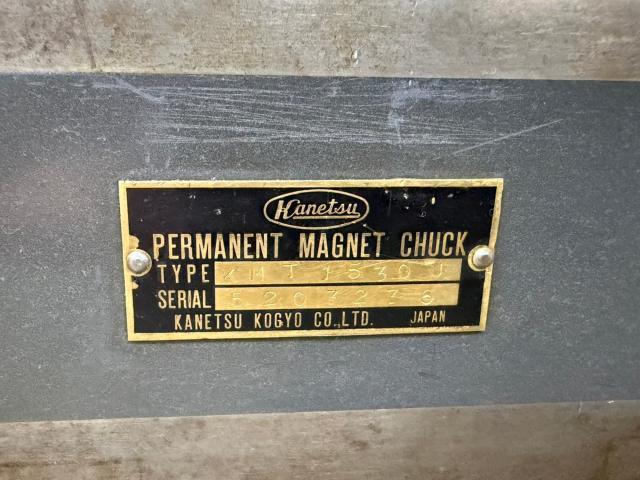 Kanetsu
PERMANENT MAGNET CHUCK
TYPE
SERIAL 5203236
KANETSU KOGYO CO.,LTD. JAPAN